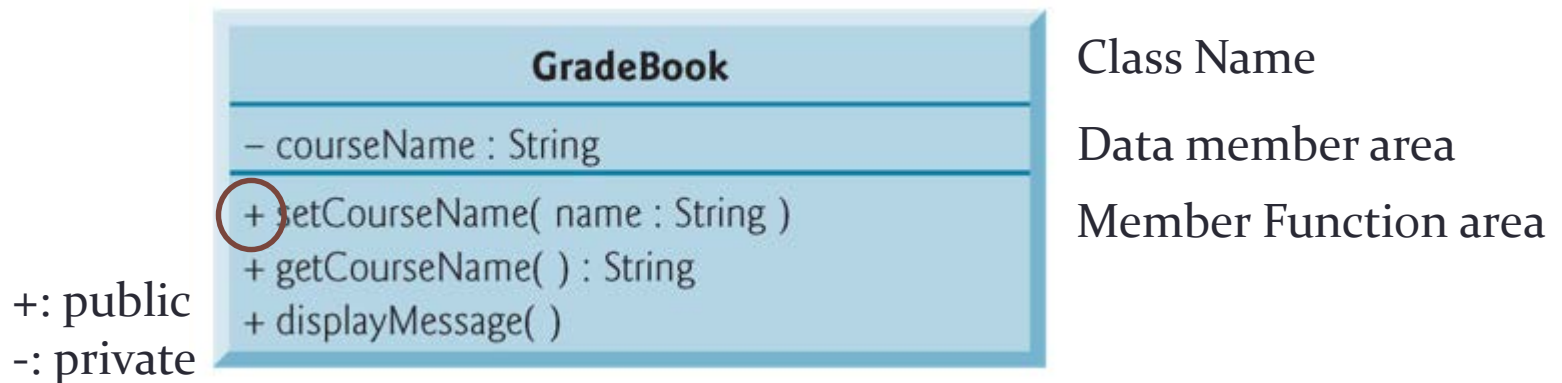 GradeBook
Class Name
– courseName : String
Data member area
+ setCourseName( name : String )
Member Function area
+ getCourseName( ) : String
+ displayMessage( )
+: public
-: private